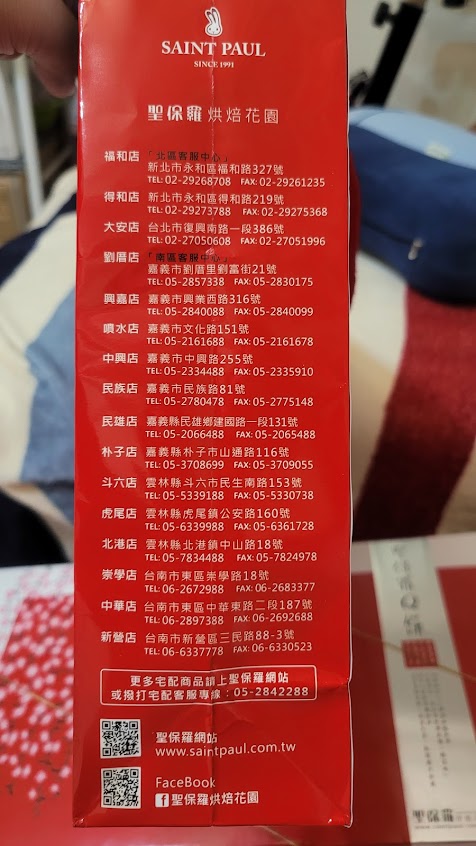 SAINT PAUL
SINCE 1991
聖保羅烘焙花園
福和店 「北區客服中心」
新北市永和區福和路327號
TEL: 02-29268708 FAX: 02-29261235
得和店 新北市永和區得和路219號
TEL: 02-29273788 FAX: 02-29275368
大安店 台北市復興南路一段386號
TEL: 02-27050608 FAX: 02-27051996
劉厝店 「南區客服中心」
嘉義市劉厝里劉富街21號
TEL: 05-2857338 FAX: 05-2830175
興嘉店 嘉義市興業西路316號
TEL: 05-2840088 FAX: 05-2840099
噴水店 嘉義市文化路151號
TEL: 05-2161688 FAX: 05-2161678
中興店 嘉義市中興路255號
TEL: 05-2334488 FAX: 05-2335910
民族店 嘉義市民族路81號
TEL: 05-2780478 FAX: 05-2775148
民雄店 嘉義縣民雄鄉建國路一段131號
TEL: 05-2066488 FAX: 05-2065488
朴子店 嘉義縣朴子市山通路116號
TEL: 05-3708699 FAX: 05-3709055
斗六店 雲林縣斗六市民生南路153號
TEL: 05-5339188 FAX: 05-5330738
虎尾店 雲林縣虎尾鎮公安路160號
TEL: 05-6339988 FAX: 05-6361728
北港店 雲林縣北港鎮中山路18號
TEL: 05-7834488 FAX: 05-7824978
崇學店 台南市東區崇學路18號
TEL: 06-2672988 FAX: 06-2683377
中華店 台南市東區中華東路二段187號
TEL: 06-2897388 FAX: 06-2692688
新營店 台南市新營區三民路88-3號
TEL: 06-6337778 FAX: 06-6330523
更多宅配商品請上聖保羅網站
或撥打宅配客服專線：05-2842288
聖保羅網站
www.saintpaul.com.tw
FaceBook
f 聖保羅烘焙花園
聖保羅